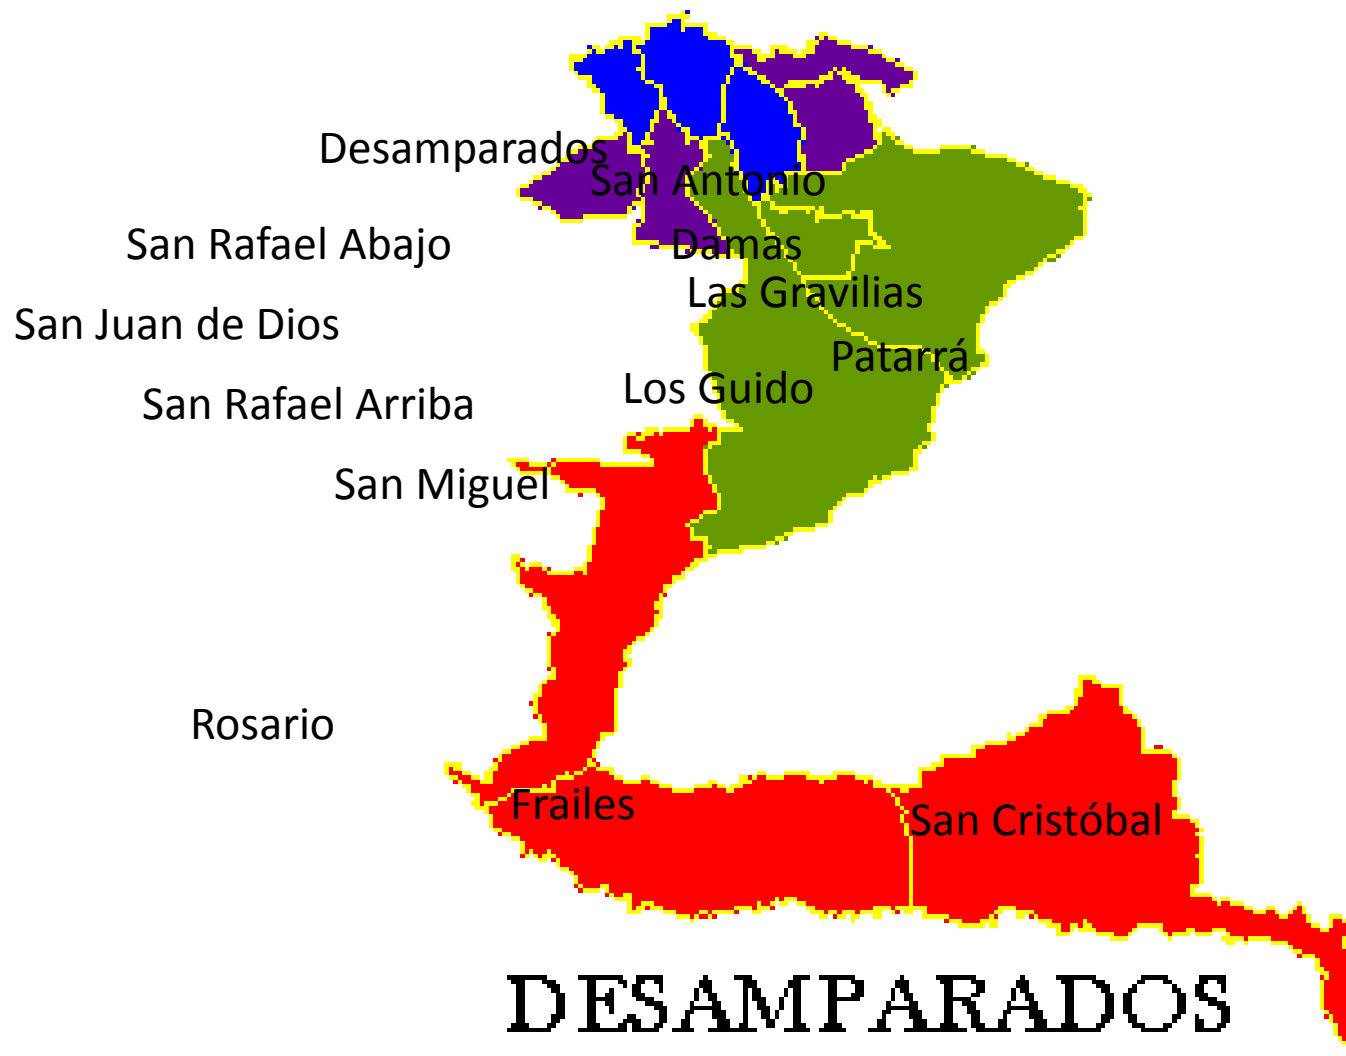 Desamparados
San Antonio
San Rafael Abajo
Damas
Las Gravilias
San Juan de Dios
Patarrá
Los Guido
San Rafael Arriba
San Miguel
Rosario
Frailes
San Cristóbal
DESAMPARADOS